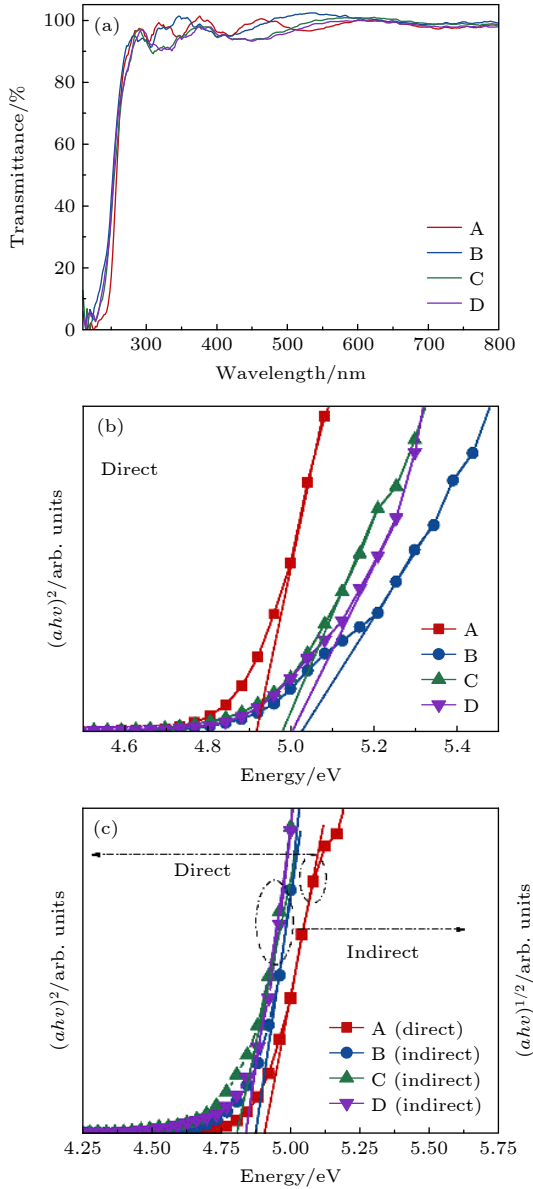 (a)
100
80
60
40
20
0
Transmittance/%
300 400 500 600 700 800
Wavelength/nm
A
B
C
D
(b)
Direct
(ahv)²/arb. units
A
B
C
D
4.6 4.8 5.0 5.2 5.4
Energy/eV
(c)
Direct
Indirect
(ahv)²/arb. units
(ahv)^{1/2}/arb. units
A (direct)
B (indirect)
C (indirect)
D (indirect)
4.25 4.50 4.75 5.00 5.25 5.50 5.75
Energy/eV